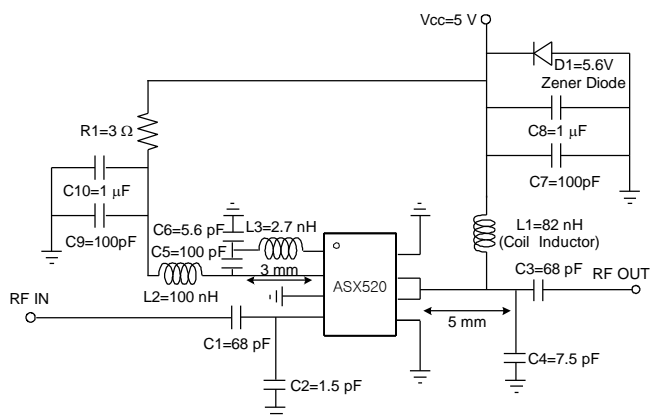 Vcc=5 V
D1=5.6V
Zener Diode
R1=3 Ω
C8=1 µF
C10=1 µF
C7=100pF
C6=5.6 pF
L3=2.7 nH
L1=82 nH
(Coil Inductor)
C9=100pF
C5=100 pF
3 mm
ASX520
C3=68 pF
RF OUT
L2=100 nH
RF IN
5 mm
C1=68 pF
C4=7.5 pF
C2=1.5 pF